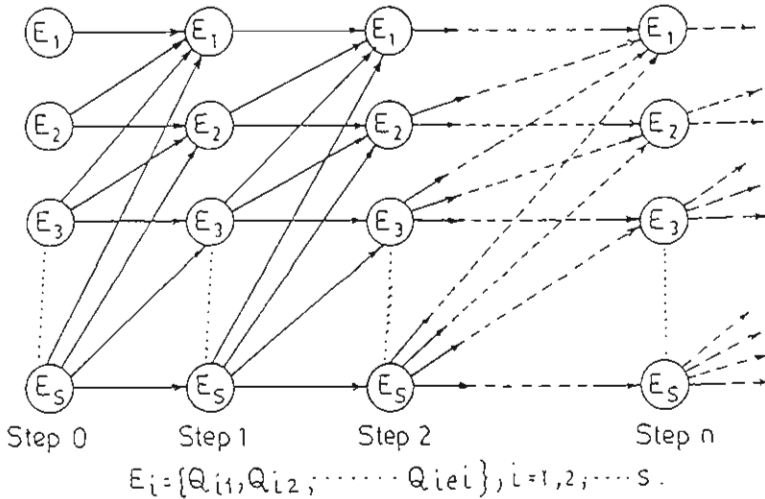 E1 E1 E1 E1
E2 E2 E2 E2
E3 E3 E3 E3
ES ES ES ES
Step 0 Step 1 Step 2 Step n
Ei={Qi1,Qi2,······Qiei},i=1,2,····S.